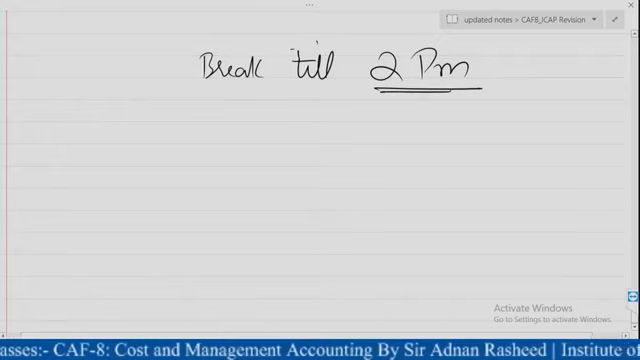 updated notes > CAF8_ICAP Revision
Break till 2 Pm
Activate Windows
Go to Settings to activate Windows.
asses:- CAF-8: Cost and Management Accounting By Sir Adnan Rasheed | Institute of